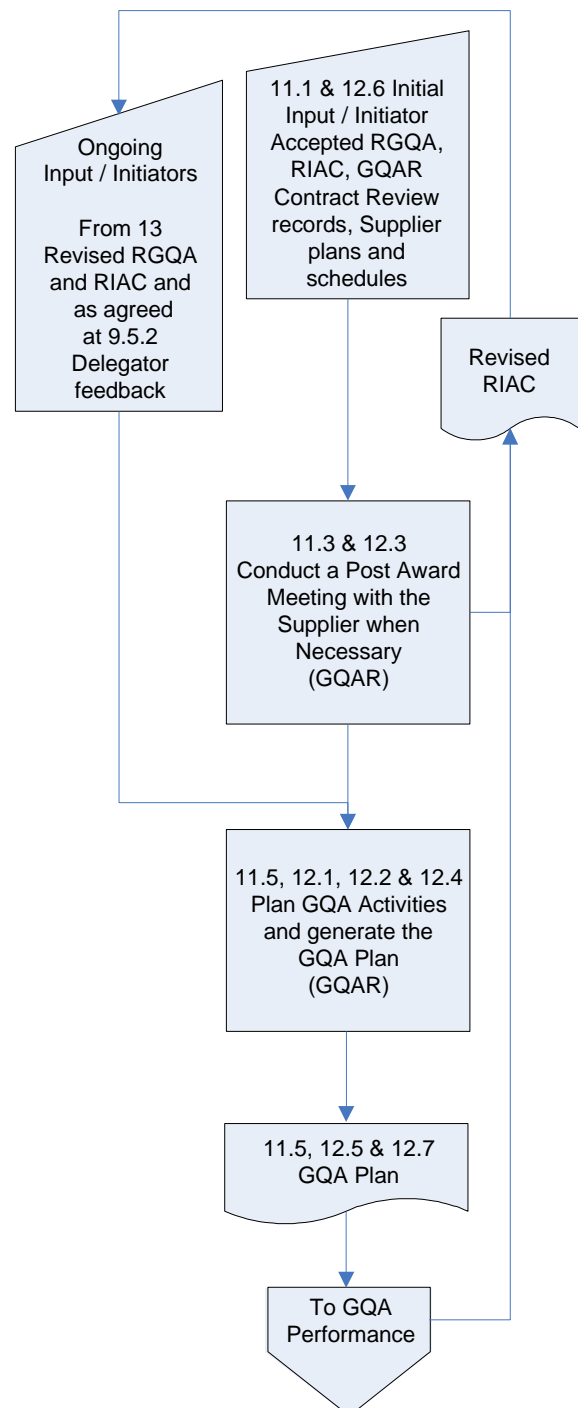 Ongoing
Input / Initiators
From 13
Revised RGQA
and RIAC and
as agreed
at 9.5.2
Delegator
feedback
11.1 & 12.6 Initial
Input / Initiator
Accepted RGQA,
RIAC, GQAR
Contract Review
records, Supplier
plans and
schedules
Revised
RIAC
11.3 & 12.3
Conduct a Post Award
Meeting with the
Supplier when
Necessary
(GQAR)
11.5, 12.1, 12.2 & 12.4
Plan GQA Activities
and generate the
GQA Plan
(GQAR)
11.5, 12.5 & 12.7
GQA Plan
To GQA
Performance